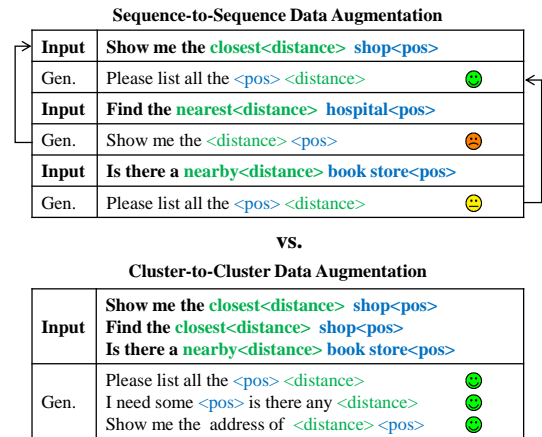 Sequence-to-Sequence Data Augmentation
Input Show me the closest<distance> shop<pos>
Gen. Please list all the <pos> <distance>
Input Find the nearest<distance> hospital<pos>
Gen. Show me the <distance> <pos>
Input Is there a nearby<distance> book store<pos>
Gen. Please list all the <pos> <distance>
vs.
Cluster-to-Cluster Data Augmentation
Input
Show me the closest<distance> shop<pos>
Find the closest<distance> shop<pos>
Is there a nearby<distance> book store<pos>
Gen.
Please list all the <pos> <distance>
I need some <pos> is there any <distance>
Show me the address of <distance> <pos>